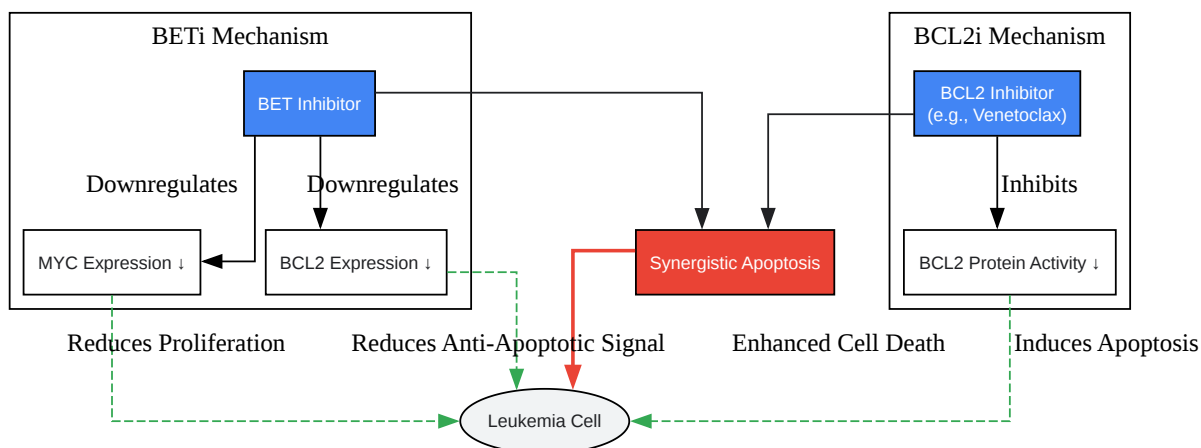 BETi Mechanism
BCL2i Mechanism
BET Inhibitor
BCL2 Inhibitor
(e.g., Venetoclax)
Downregulates
Downregulates
Inhibits
MYC Expression ↓
BCL2 Expression ↓
Synergistic Apoptosis
BCL2 Protein Activity ↓
Reduces Proliferation
Reduces Anti-Apoptotic Signal
Enhanced Cell Death
Induces Apoptosis
Leukemia Cell